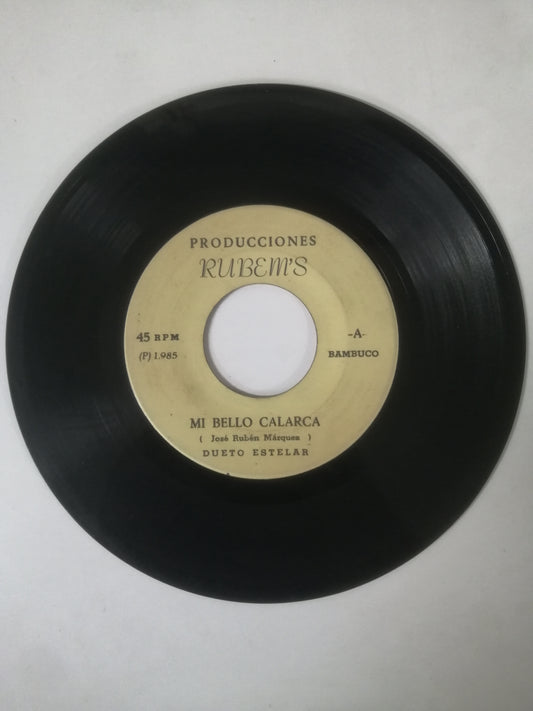 PRODUCCIONES
RUBEM'S
45 RPM
(P) 1.985
-A-
BAMBUCO
MI BELLO CALARCA
( José Rubén Márquez )
DUETO ESTELAR